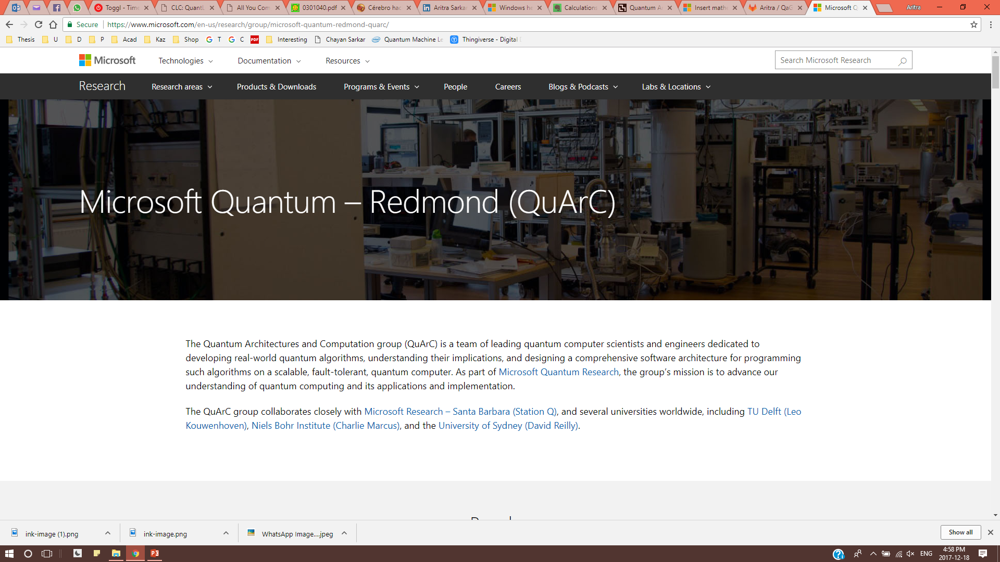 Toggl - Time
CLC: Quantl
All You Com
0301040.pdf
Cérebro hac
Aritra Sarka
Windows he
Calculations
Quantum A
Insert mathe
Aritra / QaG
Microsoft Q
Aritra
Secure
https://www.microsoft.com/en-us/research/group/microsoft-quantum-redmond-quarc/
Thesis U D P Acad Kaz Shop T C PDF Interesting Chayan Sarkar Quantum Machine Le Thingiverse - Digital
Microsoft Technologies Documentation Resources Search Microsoft Research
Research Research areas Products & Downloads Programs & Events People Careers Blogs & Podcasts Labs & Locations
Microsoft Quantum – Redmond (QuArC)
The Quantum Architectures and Computation group (QuArC) is a team of leading quantum computer scientists and engineers dedicated to
developing real-world quantum algorithms, understanding their implications, and designing a comprehensive software architecture for programming
such algorithms on a scalable, fault-tolerant, quantum computer. As part of Microsoft Quantum Research, the group's mission is to advance our
understanding of quantum computing and its applications and implementation.
The QuArC group collaborates closely with Microsoft Research – Santa Barbara (Station Q), and several universities worldwide, including TU Delft (Leo
Kouwenhoven), Niels Bohr Institute (Charlie Marcus), and the University of Sydney (David Reilly).
ink-image (1).png ink-image.png WhatsApp Image....jpeg Show all
ENG 4:58 PM
2017-12-18